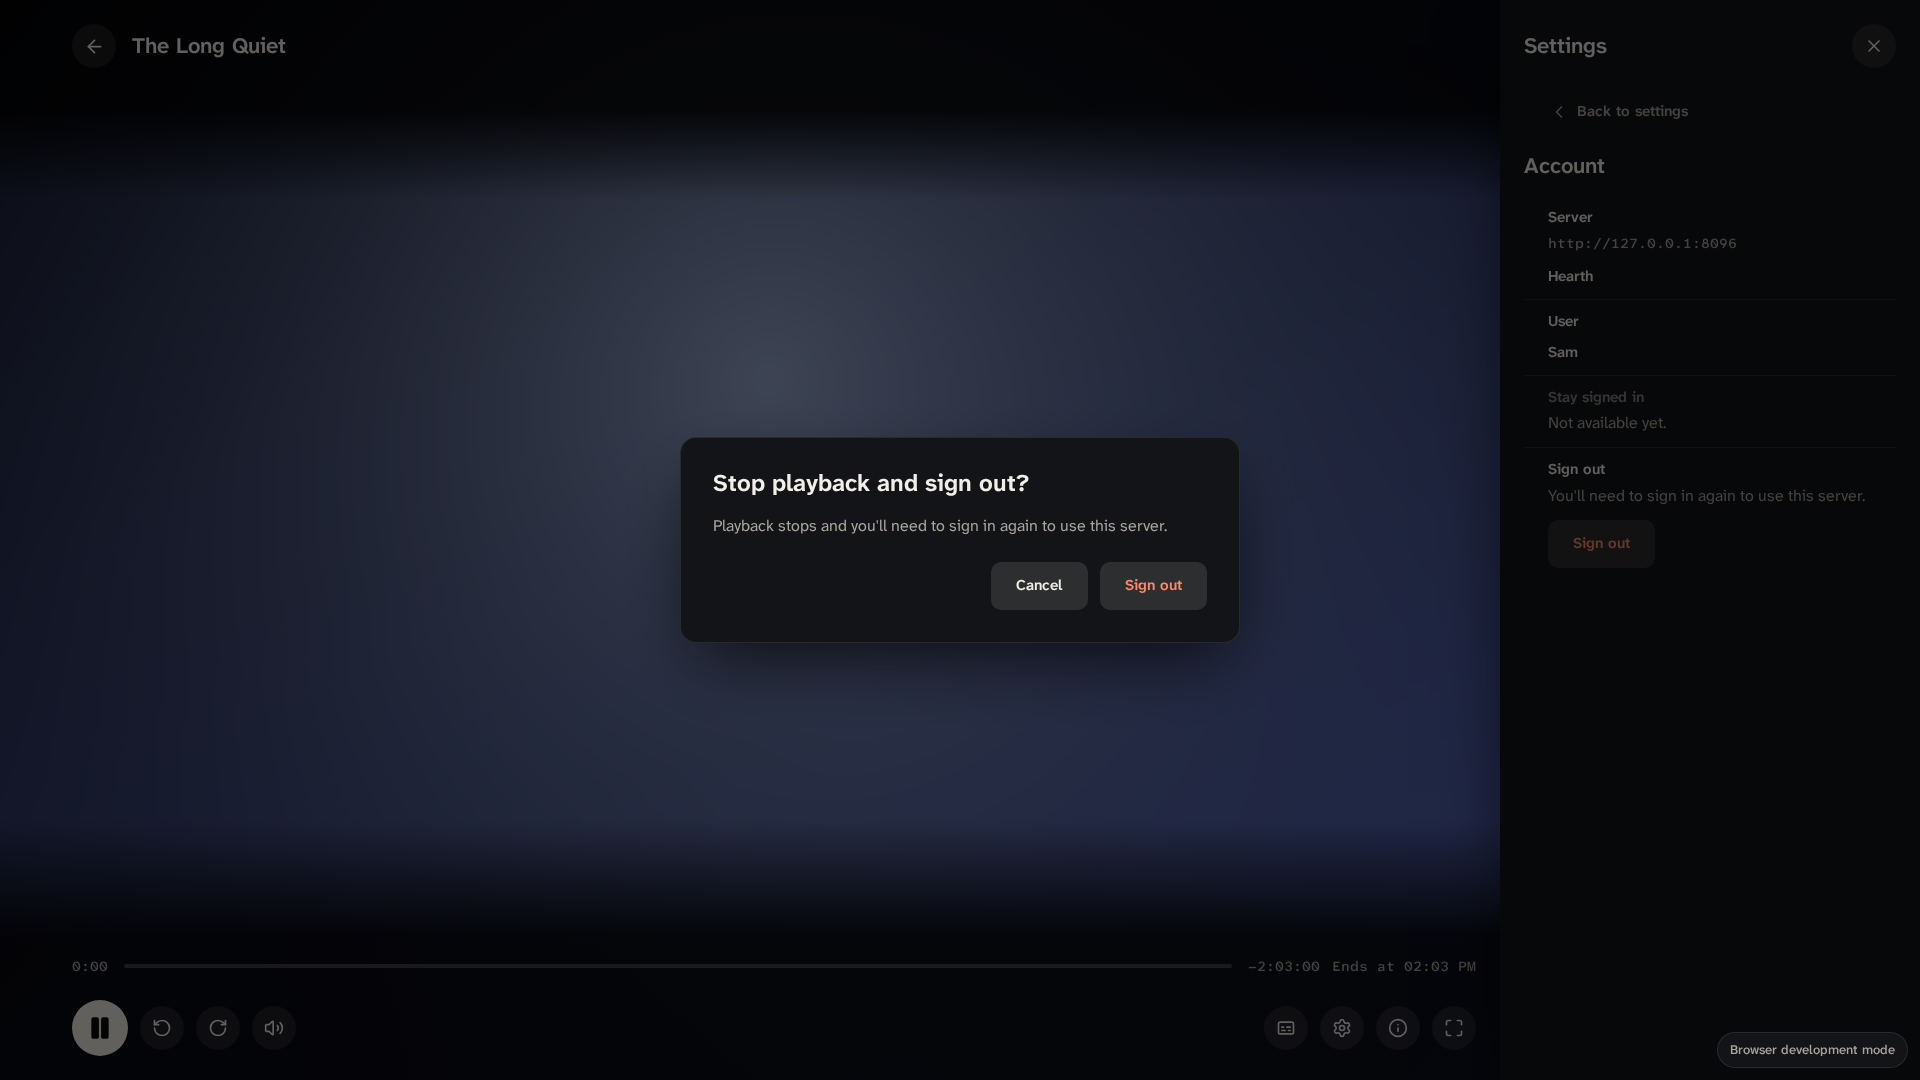 The Long Quiet
Settings
Back to settings
Account
Server
http://127.0.0.1:8096
Hearth
User
Sam
Stay signed in
Not available yet.
Sign out
You'll need to sign in again to use this server.
Sign out
Stop playback and sign out?
Playback stops and you'll need to sign in again to use this server.
Cancel Sign out
0:00 −2:03:00 Ends at 02:03 PM
Browser development mode